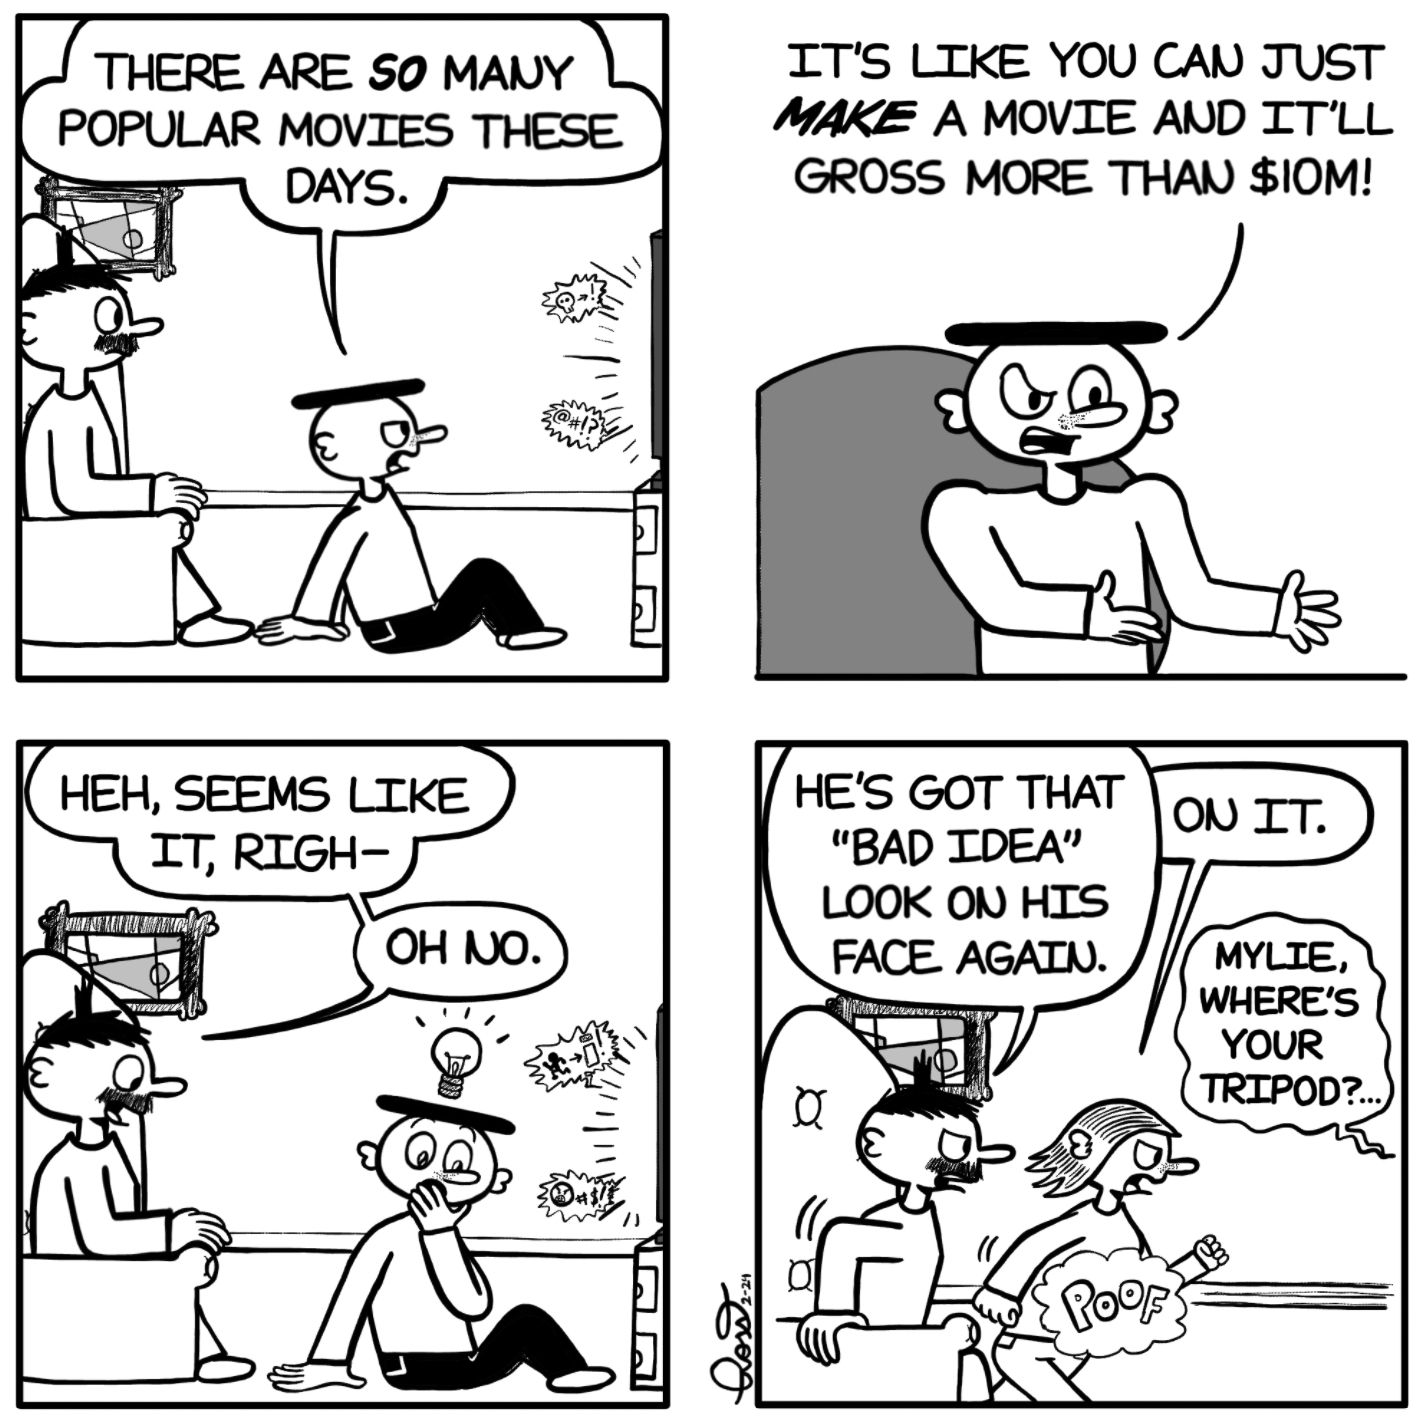 THERE ARE SO MANY
POPULAR MOVIES THESE
DAYS.
@#!?
IT'S LIKE YOU CAN JUST
MAKE A MOVIE AND IT'LL
GROSS MORE THAN $10M!
HEH, SEEMS LIKE
IT, RIGH—
OH NO.
#$!
HE'S GOT THAT
"BAD IDEA"
LOOK ON HIS
FACE AGAIN.
ON IT.
MYLIE,
WHERE'S
YOUR
TRIPOD?...
POOF
2-24